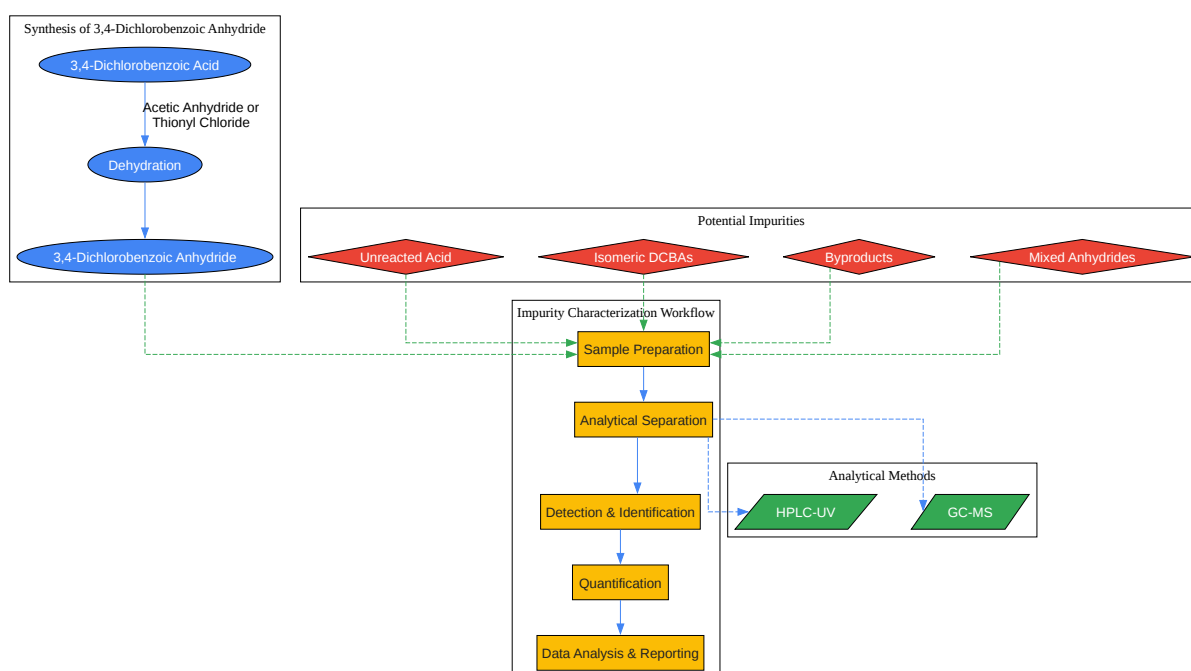 Synthesis of 3,4-Dichlorobenzoic Anhydride
3,4-Dichlorobenzoic Acid
Acetic Anhydride or
Thionyl Chloride
Dehydration
3,4-Dichlorobenzoic Anhydride
Potential Impurities
Unreacted Acid
Isomeric DCBAs
Byproducts
Mixed Anhydrides
Impurity Characterization Workflow
Sample Preparation
Analytical Separation
Detection & Identification
Quantification
Data Analysis & Reporting
Analytical Methods
HPLC-UV
GC-MS